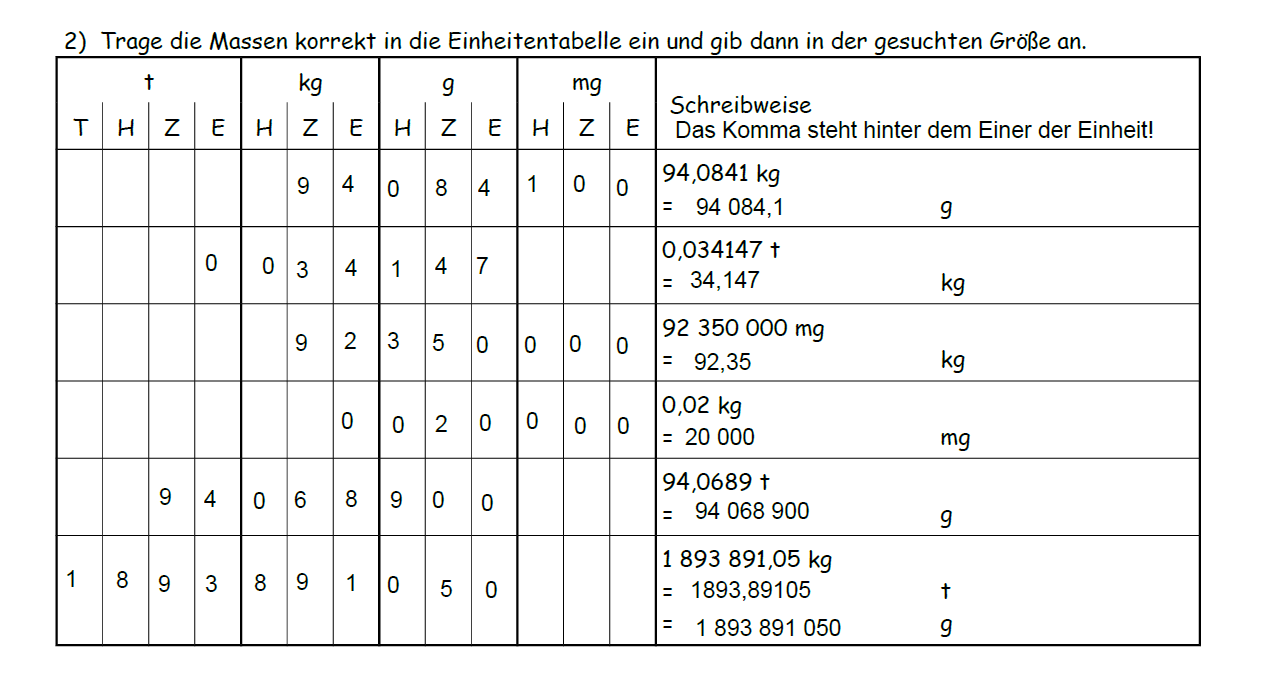 2) Trage die Massen korrekt in die Einheitentabelle ein und gib dann in der gesuchten Größe an.
t kg g mg
Schreibweise
T H Z E H Z E H Z E H Z E Das Komma steht hinter dem Einer der Einheit!
9 4 0 8 4 1 0 0 94,0841 kg
= 94 084,1 g
0 0 3 4 1 4 7 0,034147 t
= 34,147 kg
9 2 3 5 0 0 0 0 92 350 000 mg
= 92,35 kg
0 0 2 0 0 0 0 0,02 kg
= 20 000 mg
9 4 0 6 8 9 0 0 94,0689 t
= 94 068 900 g
1 8 9 3 8 9 1 0 5 0 1 893 891,05 kg
= 1893,89105 t
= 1 893 891 050 g